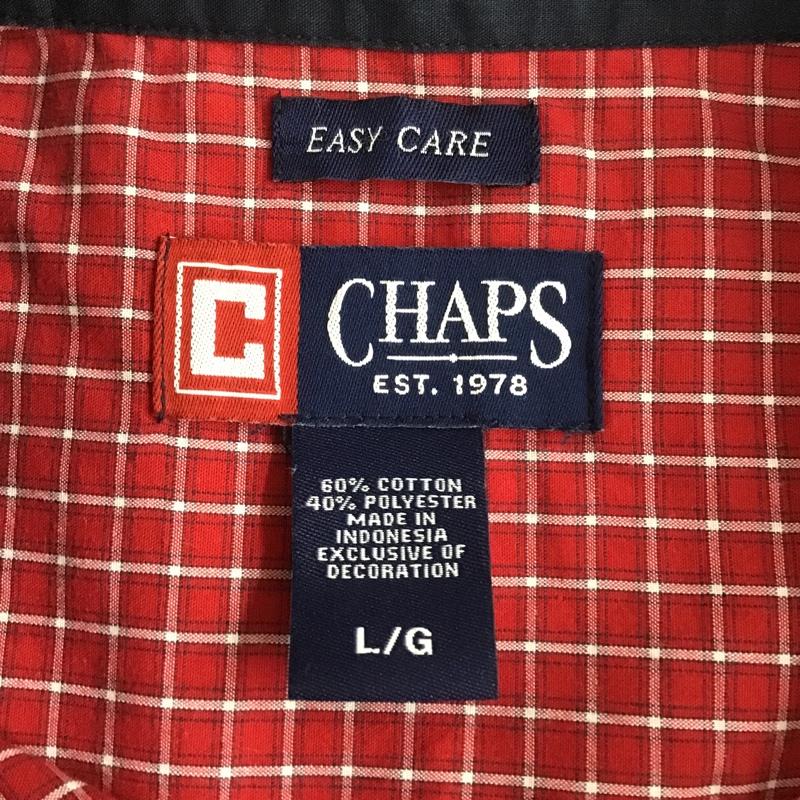 EASY CARE
C
CHAPS
EST. 1978
60% COTTON
40% POLYESTER
MADE IN
INDONESIA
EXCLUSIVE OF
DECORATION
L/G